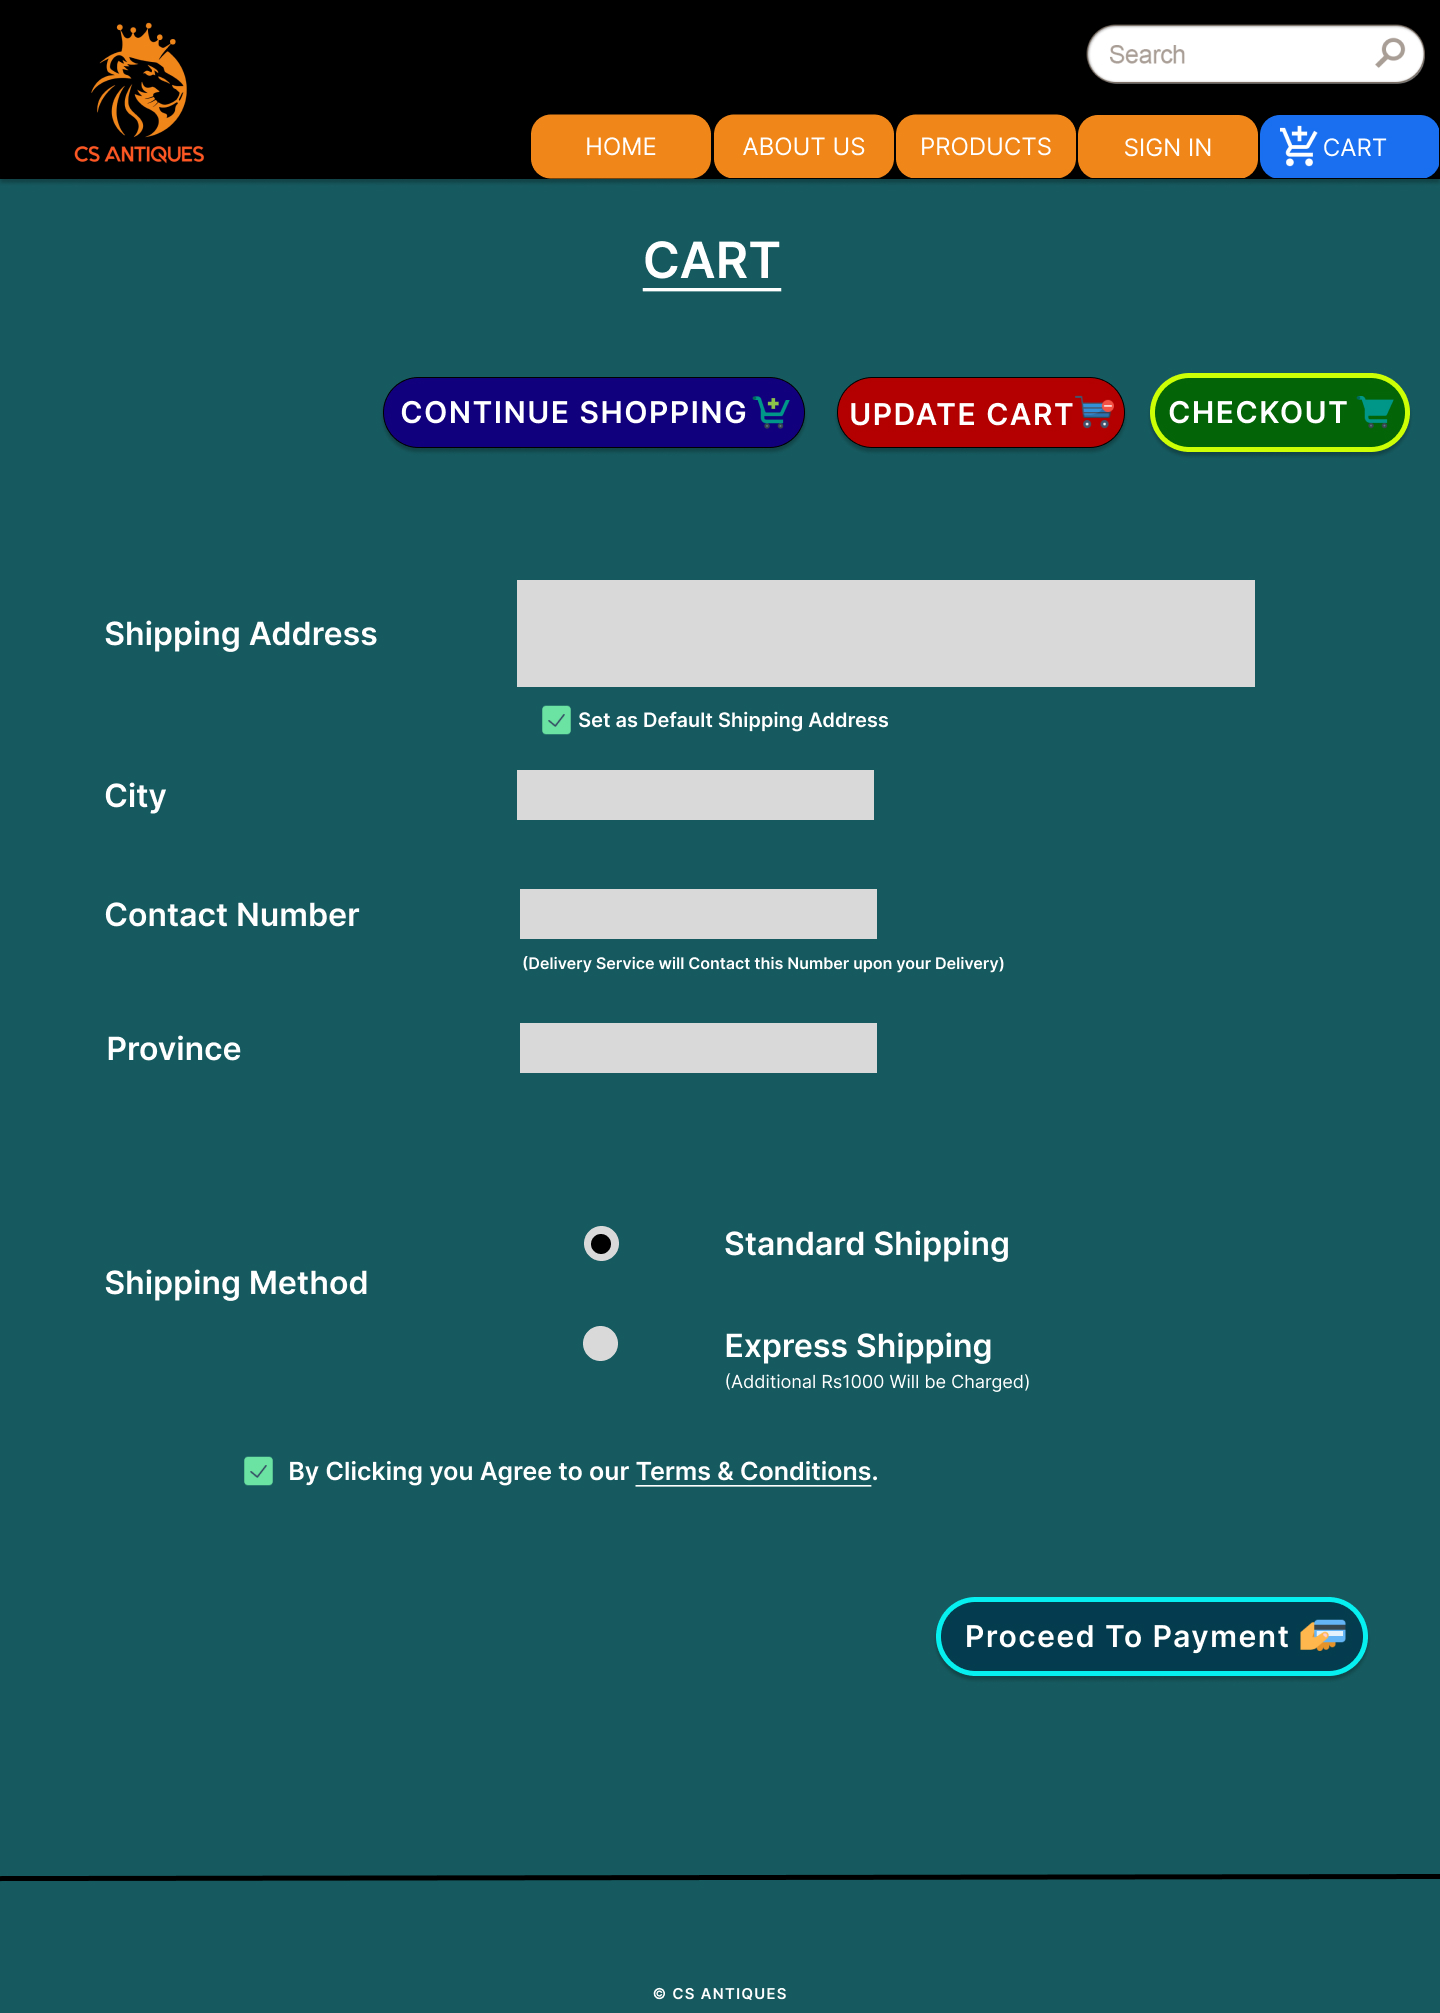 Search
CS ANTIQUES
HOME
ABOUT US
PRODUCTS
SIGN IN
CART
CART
CONTINUE SHOPPING
UPDATE CART
CHECKOUT
Shipping Address
Set as Default Shipping Address
City
Contact Number
(Delivery Service will Contact this Number upon your Delivery)
Province
Shipping Method
Standard Shipping
Express Shipping
(Additional Rs1000 Will be Charged)
By Clicking you Agree to our Terms & Conditions.
Proceed To Payment
© CS ANTIQUES